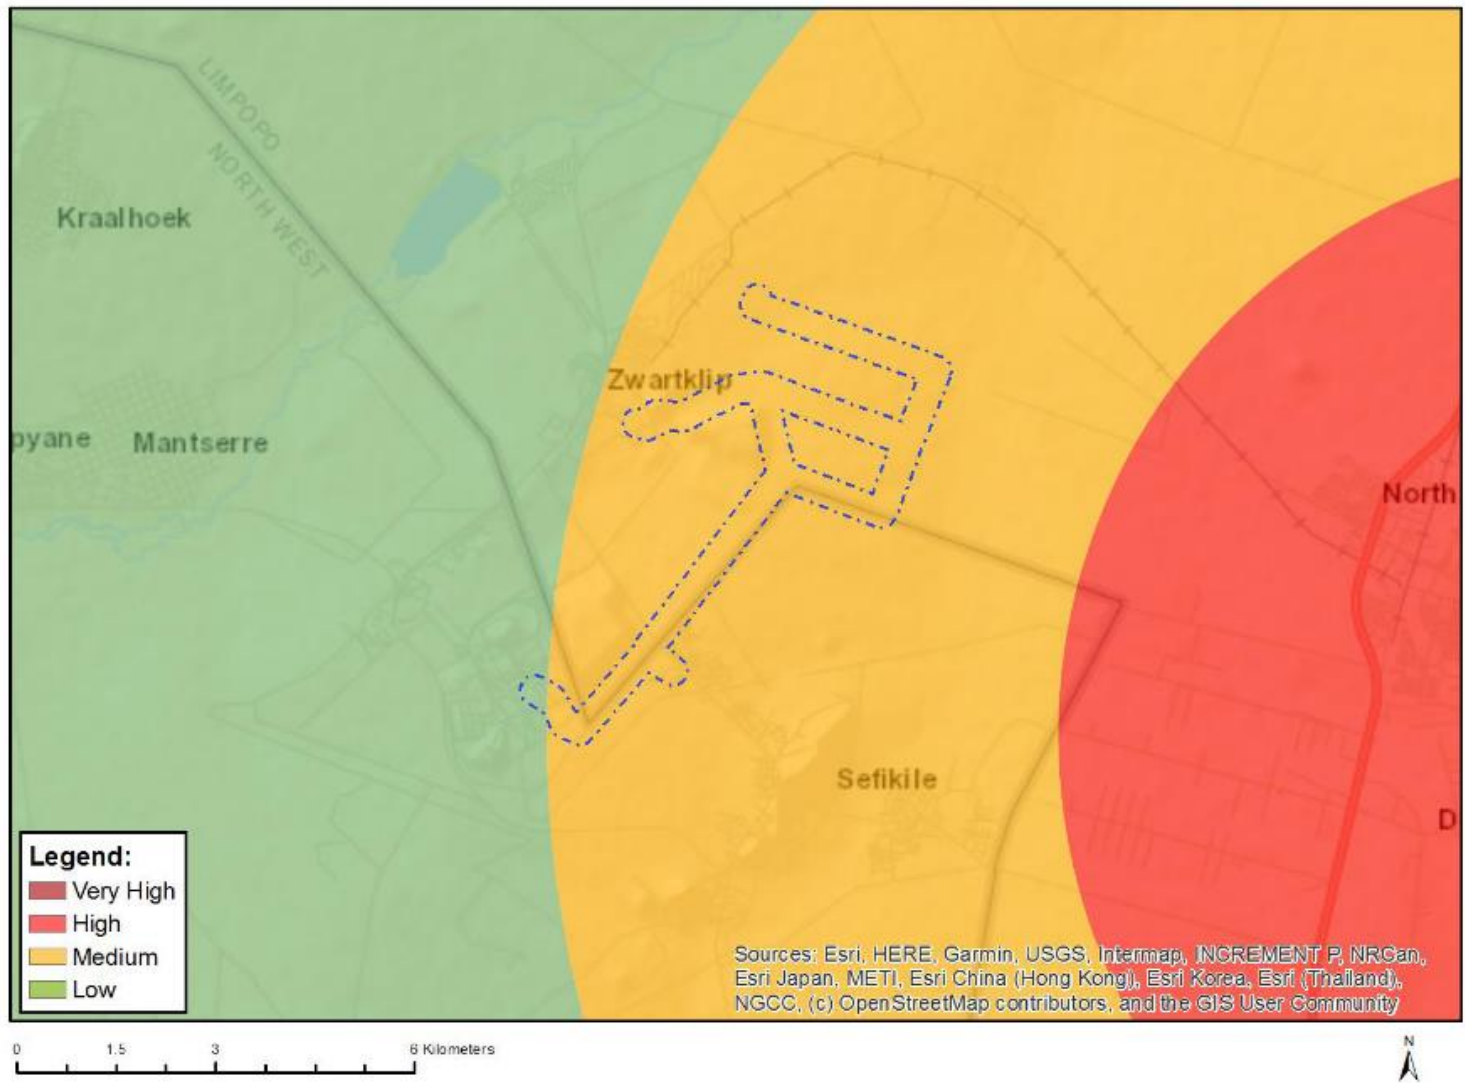 LIMPOPO
NORTH WEST
Kraalhoek
Zwartklip
pyane
Mantserre
North
Sefikile
D
Legend:
Very High
High
Medium
Low
Sources: Esri, HERE, Garmin, USGS, Intermap, INCREMENT P, NRCan,
Esri Japan, METI, Esri China (Hong Kong), Esri Korea, Esri (Thailand),
NGCC, (c) OpenStreetMap contributors, and the GIS User Community
0 1.5 3 6 Kilometers
N